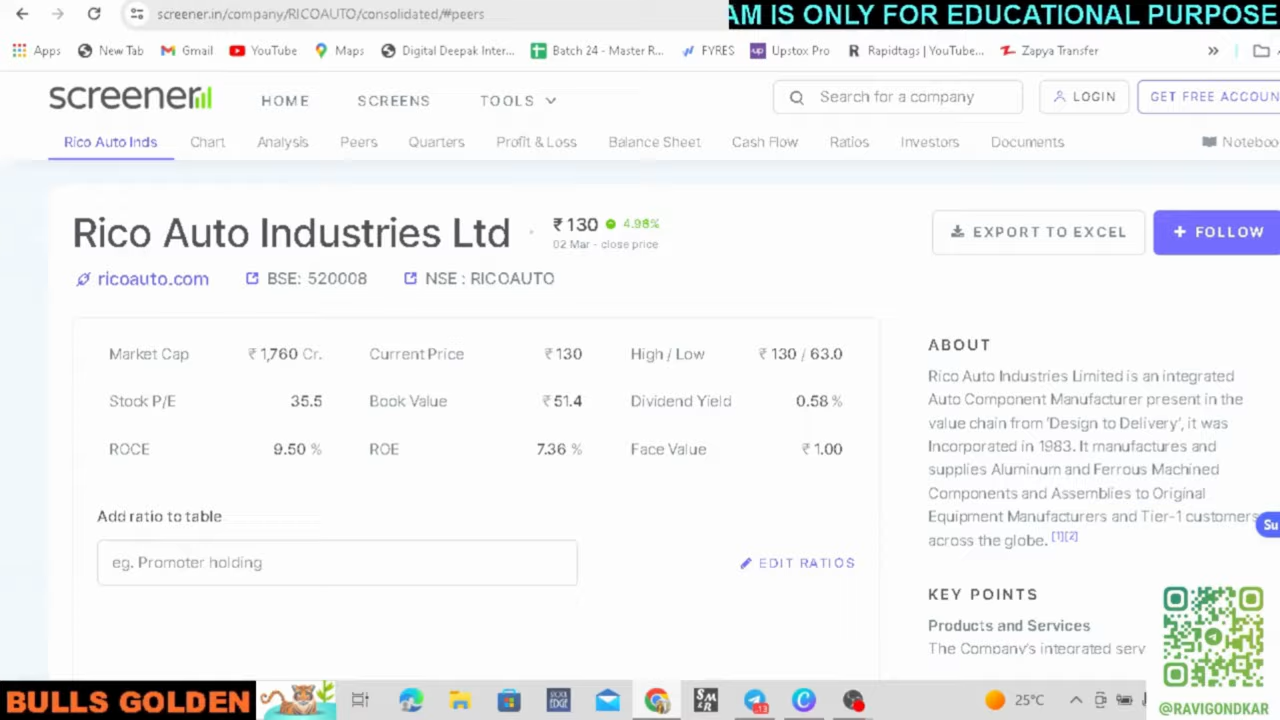 screener.in/company/RICOAUTO/consolidated/#peers
AM IS ONLY FOR EDUCATIONAL PURPOSE
Apps New Tab Gmail YouTube Maps Digital Deepak Inter... Batch 24 - Master R... FYRES Upstox Pro Rapidtags | YouTube... Zapya Transfer »
screener HOME SCREENS TOOLS Search for a company LOGIN GET FREE ACCOUN
Rico Auto Inds Chart Analysis Peers Quarters Profit & Loss Balance Sheet Cash Flow Ratios Investors Documents Noteboo
Rico Auto Industries Ltd ₹ 130 4.98%
02 Mar - close price
EXPORT TO EXCEL + FOLLOW
ricoauto.com BSE: 520008 NSE : RICOAUTO
Market Cap ₹ 1,760 Cr. Current Price ₹ 130 High / Low ₹ 130 / 63.0
Stock P/E 35.5 Book Value ₹ 51.4 Dividend Yield 0.58 %
ROCE 9.50 % ROE 7.36 % Face Value ₹ 1.00
Add ratio to table
eg. Promoter holding
EDIT RATIOS
ABOUT
Rico Auto Industries Limited is an integrated
Auto Component Manufacturer present in the
value chain from 'Design to Delivery', it was
Incorporated in 1983. It manufactures and
supplies Aluminum and Ferrous Machined
Components and Assemblies to Original
Equipment Manufacturers and Tier-1 customers
across the globe. [1][2]
Su
KEY POINTS
Products and Services
The Company's integrated serv
BULLS GOLDEN
25°C
@RAVIGONDKAR